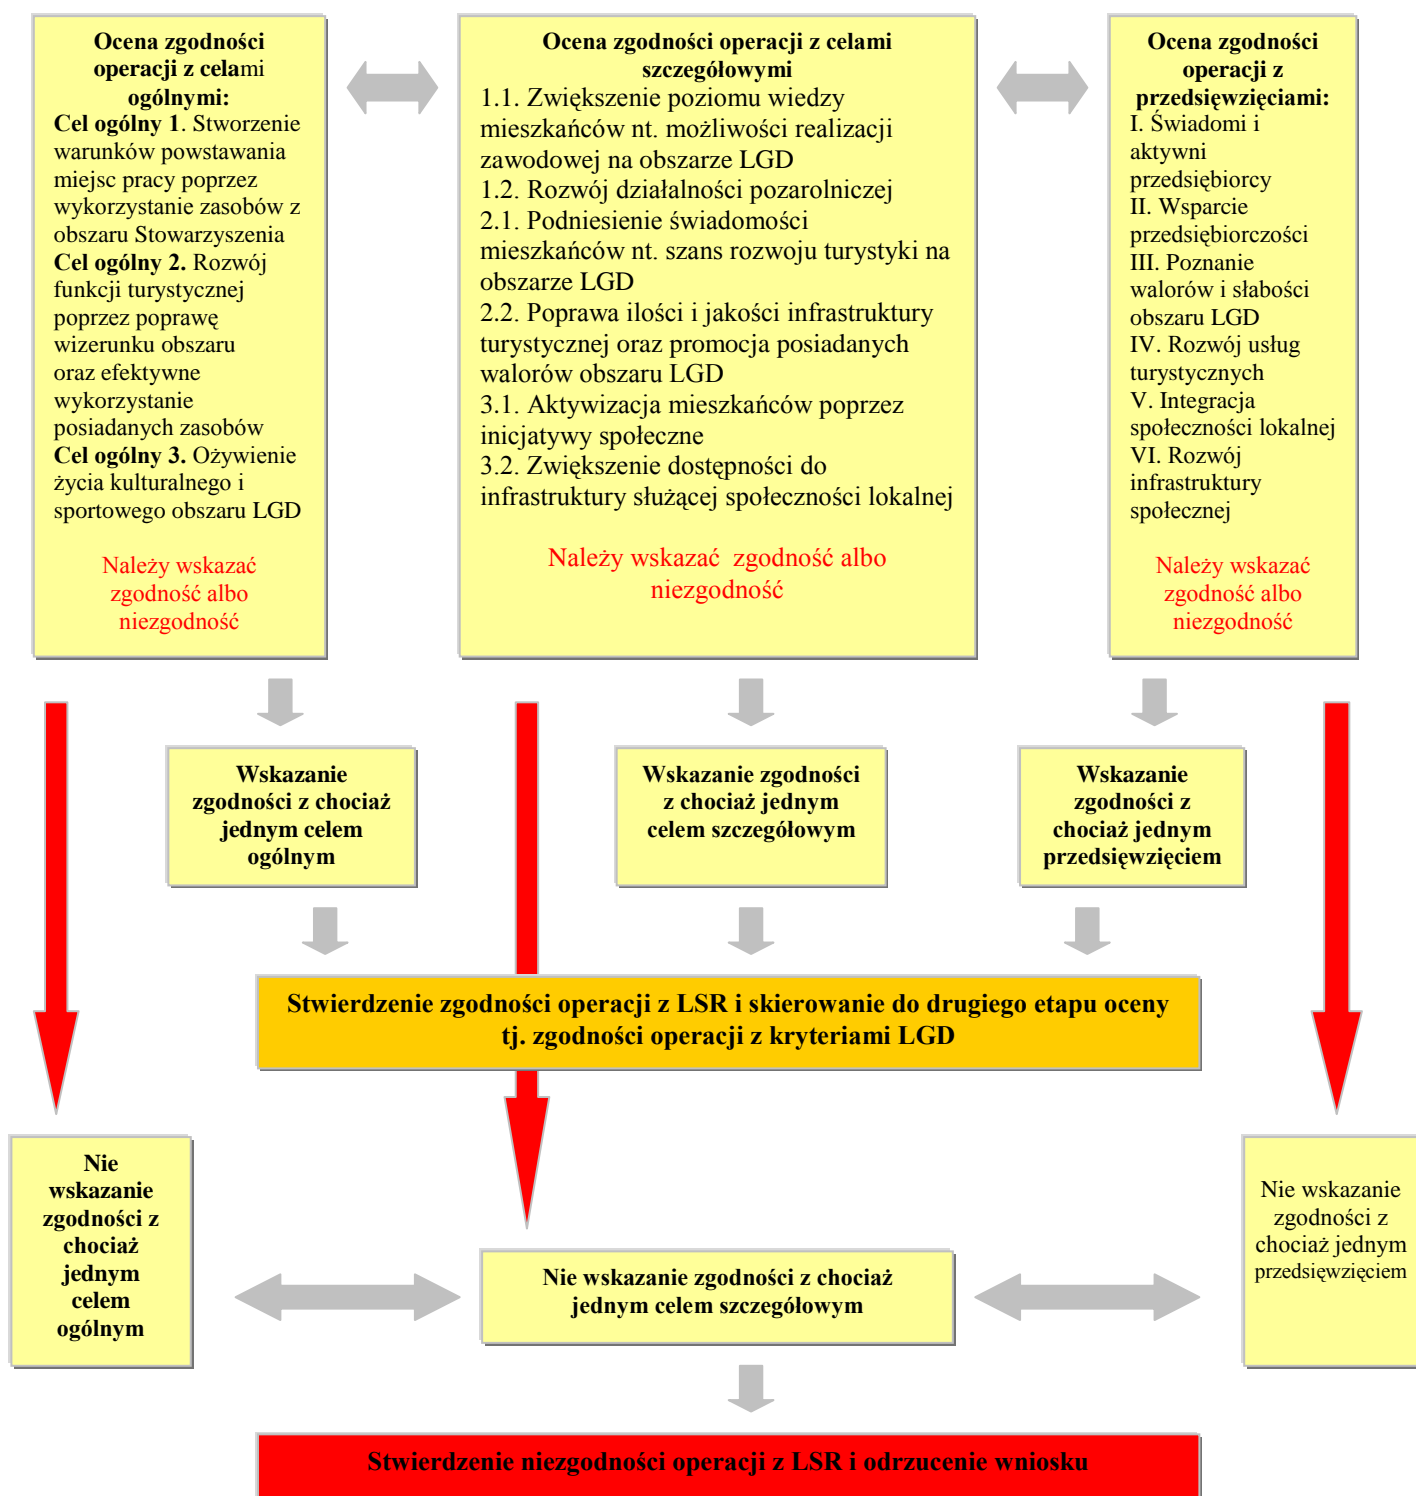 Ocena zgodności
operacji z celami
ogólnymi:
Cel ogólny 1. Stworzenie
warunków powstawania
miejsc pracy poprzez
wykorzystanie zasobów z
obszaru Stowarzyszenia
Cel ogólny 2. Rozwój
funkcji turystycznej
poprzez poprawę
wizerunku obszaru
oraz efektywne
wykorzystanie
posiadanych zasobów
Cel ogólny 3. Ożywienie
życia kulturalnego i
sportowego obszaru LGD
Należy wskazać
zgodność albo
niezgodność
Ocena zgodności operacji z celami
szczegółowymi
1.1. Zwiększenie poziomu wiedzy
mieszkańców nt. możliwości realizacji
zawodowej na obszarze LGD
1.2. Rozwój działalności pozarolniczej
2.1. Podniesienie świadomości
mieszkańców nt. szans rozwoju turystyki na
obszarze LGD
2.2. Poprawa ilości i jakości infrastruktury
turystycznej oraz promocja posiadanych
walorów obszaru LGD
3.1. Aktywizacja mieszkańców poprzez
inicjatywy społeczne
3.2. Zwiększenie dostępności do
infrastruktury służącej społeczności lokalnej
Należy wskazać zgodność albo
niezgodność
Ocena zgodności
operacji z
przedsięwzięciami:
I. Świadomi i
aktywni
przedsiębiorcy
II. Wsparcie
przedsiębiorczości
III. Poznanie
walorów i słabości
obszaru LGD
IV. Rozwój usług
turystycznych
V. Integracja
społeczności lokalnej
VI. Rozwój
infrastruktury
społecznej
Należy wskazać
zgodność albo
niezgodność
Wskazanie
zgodności z chociaż
jednym celem
ogólnym
Wskazanie zgodności
z chociaż jednym
celem szczegółowym
Wskazanie
zgodności z
chociaż jednym
przedsięwzięciem
Stwierdzenie zgodności operacji z LSR i skierowanie do drugiego etapu oceny
tj. zgodności operacji z kryteriami LGD
Nie
wskazanie
zgodności z
chociaż
jednym
celem
ogólnym
Nie wskazanie zgodności z chociaż
jednym celem szczegółowym
Nie wskazanie
zgodności z
chociaż jednym
przedsięwzięciem
Stwierdzenie niezgodności operacji z LSR i odrzucenie wniosku